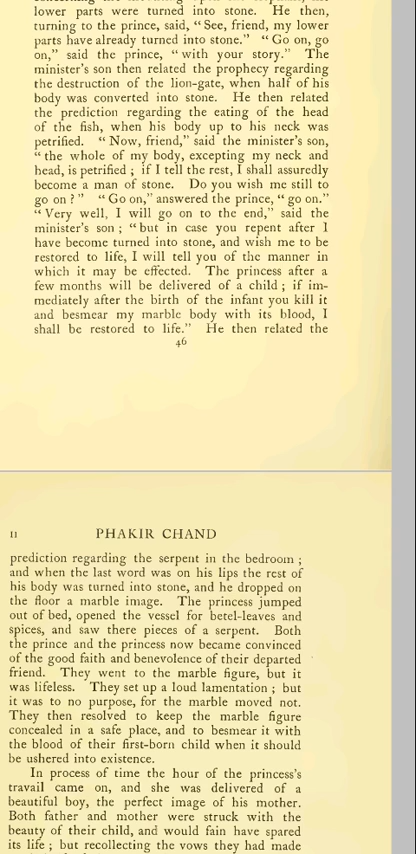 lower parts were turned into stone. He then,
turning to the prince, said, “ See, friend, my lower
parts have already turned into stone.” “ Go on, go
on,” said the prince, “ with your story.” The
minister's son then related the prophecy regarding
the destruction of the lion-gate, when half of his
body was converted into stone. He then related
the prediction regarding the eating of the head
of the fish, when his body up to his neck was
petrified. “ Now, friend,” said the minister's son,
“ the whole of my body, excepting my neck and
head, is petrified ; if I tell the rest, I shall assuredly
become a man of stone. Do you wish me still to
go on ? ” “ Go on,” answered the prince, “ go on.”
“ Very well, I will go on to the end,” said the
minister's son ; “ but in case you repent after I
have become turned into stone, and wish me to be
restored to life, I will tell you of the manner in
which it may be effected. The princess after a
few months will be delivered of a child ; if im-
mediately after the birth of the infant you kill it
and besmear my marble body with its blood, I
shall be restored to life.” He then related the
46
II PHAKIR CHAND
prediction regarding the serpent in the bedroom ;
and when the last word was on his lips the rest of
his body was turned into stone, and he dropped on
the floor a marble image. The princess jumped
out of bed, opened the vessel for betel-leaves and
spices, and saw there pieces of a serpent. Both
the prince and the princess now became convinced
of the good faith and benevolence of their departed
friend. They went to the marble figure, but it
was lifeless. They set up a loud lamentation ; but
it was to no purpose, for the marble moved not.
They then resolved to keep the marble figure
concealed in a safe place, and to besmear it with
the blood of their first-born child when it should
be ushered into existence.
In process of time the hour of the princess's
travail came on, and she was delivered of a
beautiful boy, the perfect image of his mother.
Both father and mother were struck with the
beauty of their child, and would fain have spared
its life ; but recollecting the vows they had made